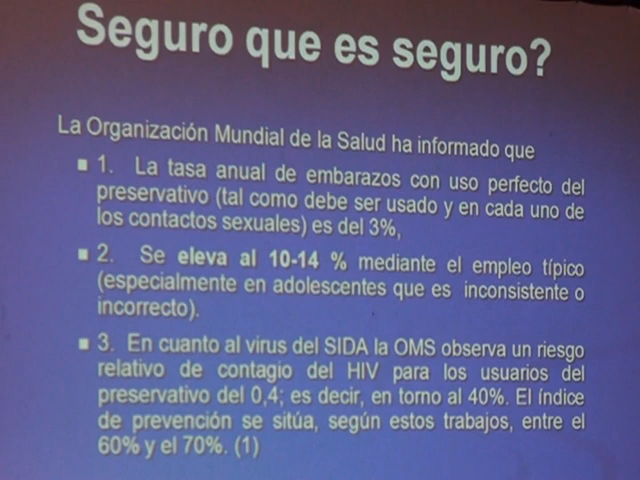 Seguro que es seguro?
La Organización Mundial de la Salud ha informado que
■ 1. La tasa anual de embarazos con uso perfecto del
preservativo (tal como debe ser usado y en cada uno de
los contactos sexuales) es del 3%,
■ 2. Se eleva al 10-14 % mediante el empleo típico
(especialmente en adolescentes que es inconsistente o
incorrecto).
■ 3. En cuanto al virus del SIDA la OMS observa un riesgo
relativo de contagio del HIV para los usuarios del
preservativo del 0,4; es decir, en torno al 40%. El índice
de prevención se sitúa, según estos trabajos, entre el
60% y el 70%. (1)